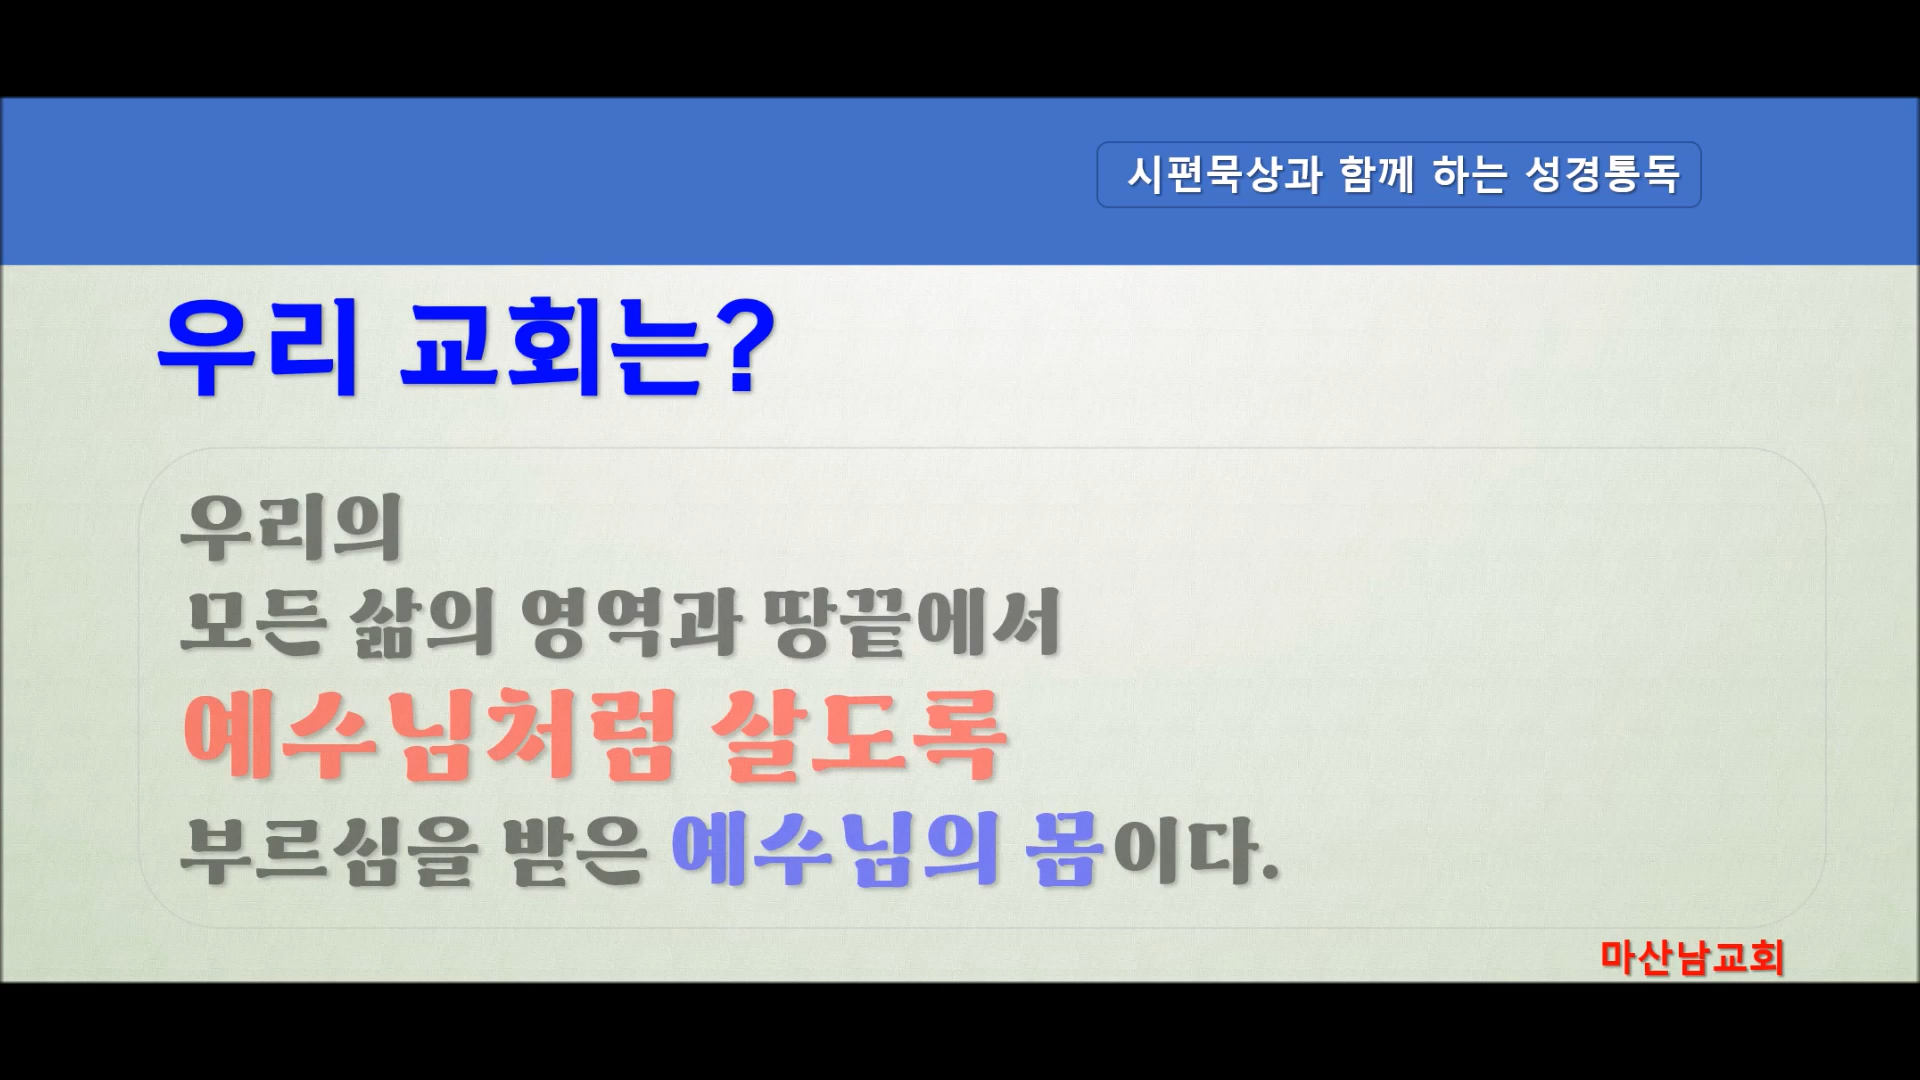 시편묵상과 함께 하는 성경통독
우리 교회는?
우리의
모든 삶의 영역과 땅끝에서
예수님처럼 살도록
부르심을 받은 예수님의 몸이다.
마산남교회